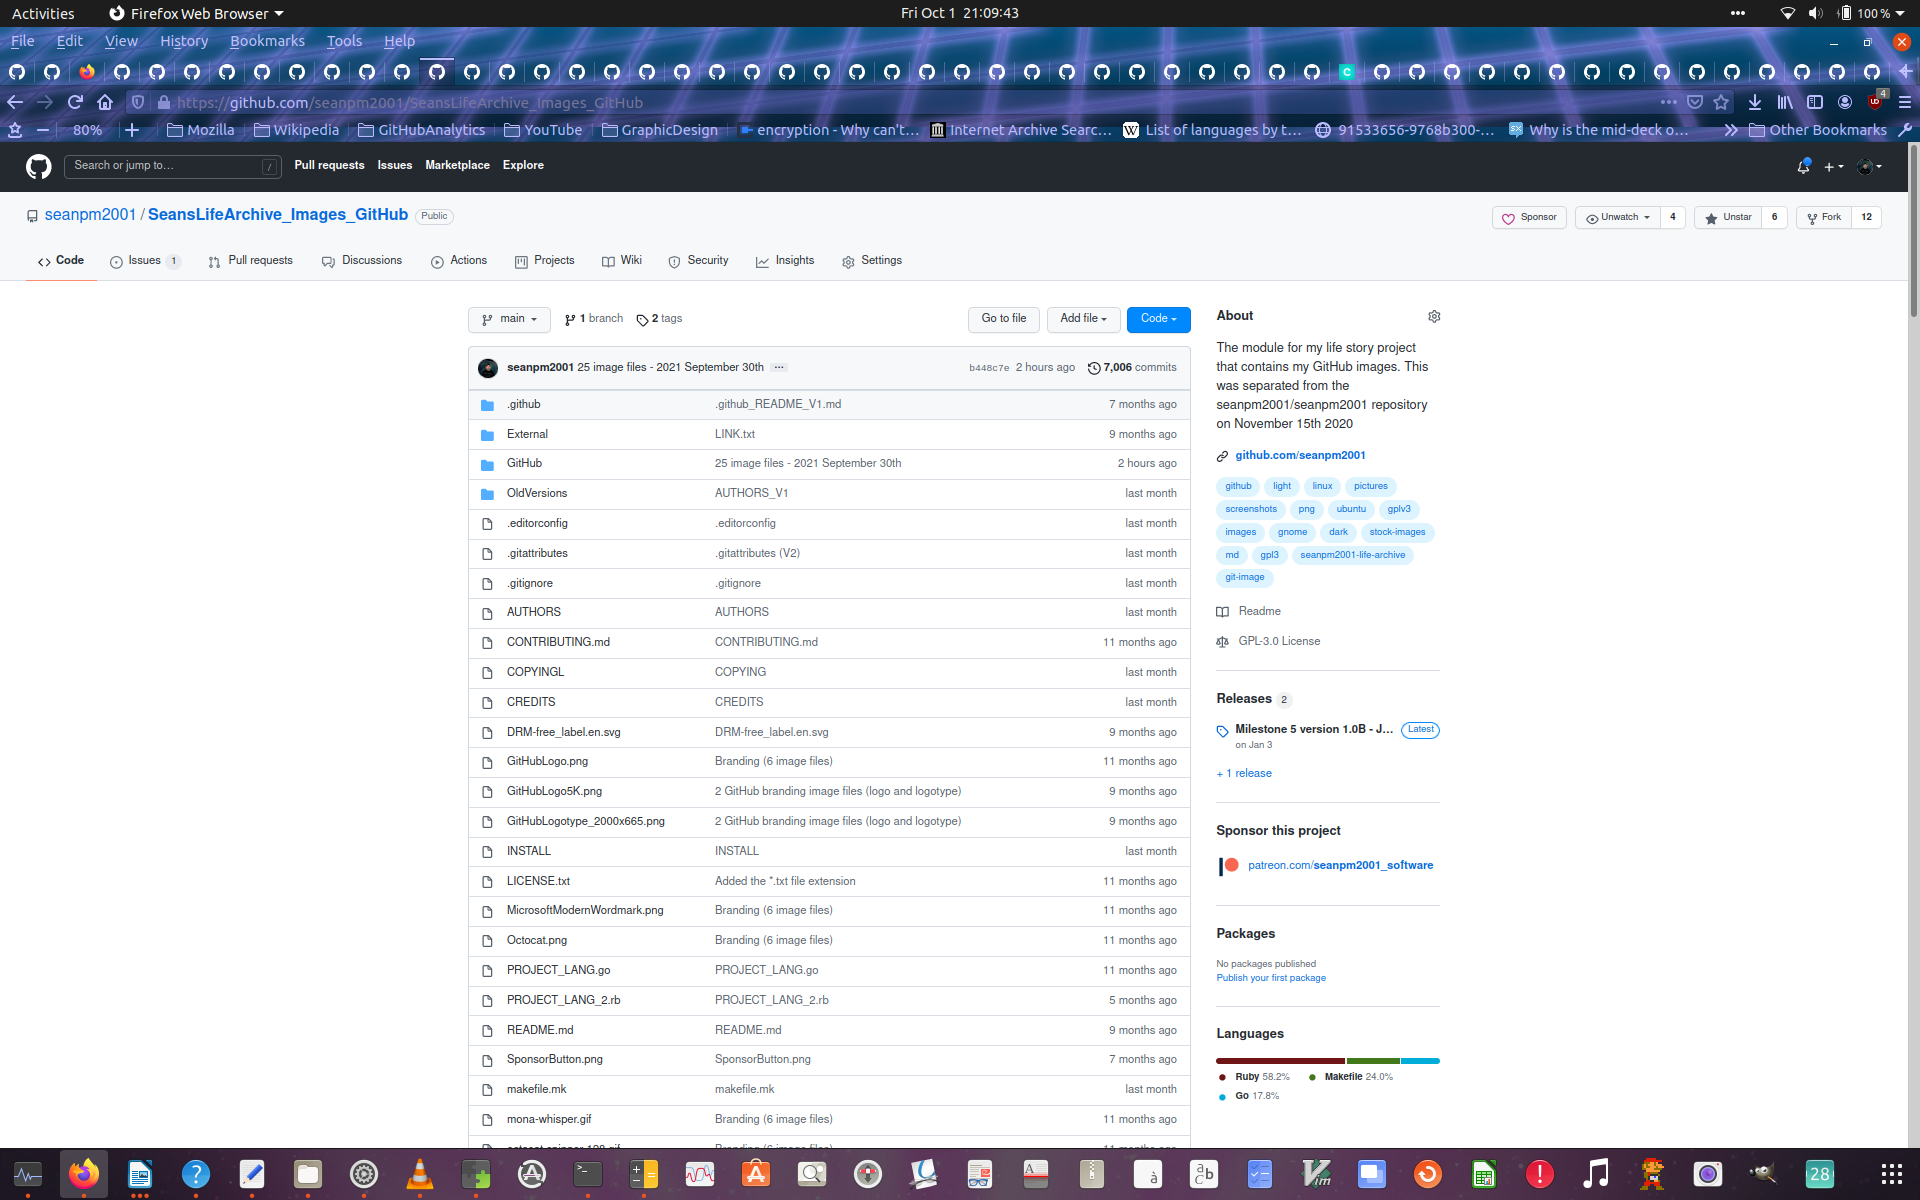 Activities Firefox Web Browser Fri Oct 1 21:09:43 100 %
File Edit View History Bookmarks Tools Help
https://github.com/seanpm2001/SeansLifeArchive_Images_GitHub 4
80% Mozilla Wikipedia GitHubAnalytics YouTube GraphicDesign encryption - Why can't… Internet Archive Searc… List of languages by t… 91533656-9768b300-… Why is the mid-deck o… Other Bookmarks
Search or jump to… / Pull requests Issues Marketplace Explore
seanpm2001 / SeansLifeArchive_Images_GitHub Public Sponsor Unwatch 4 Unstar 6 Fork 12
Code Issues 1 Pull requests Discussions Actions Projects Wiki Security Insights Settings
main 1 branch 2 tags Go to file Add file Code
seanpm2001 25 image files - 2021 September 30th … b448c7e 2 hours ago 7,006 commits
.github .github_README_V1.md 7 months ago
External LINK.txt 9 months ago
GitHub 25 image files - 2021 September 30th 2 hours ago
OldVersions AUTHORS_V1 last month
.editorconfig .editorconfig last month
.gitattributes .gitattributes (V2) last month
.gitignore .gitignore last month
AUTHORS AUTHORS last month
CONTRIBUTING.md CONTRIBUTING.md 11 months ago
COPYINGL COPYING last month
CREDITS CREDITS last month
DRM-free_label.en.svg DRM-free_label.en.svg 9 months ago
GitHubLogo.png Branding (6 image files) 11 months ago
GitHubLogo5K.png 2 GitHub branding image files (logo and logotype) 9 months ago
GitHubLogotype_2000x665.png 2 GitHub branding image files (logo and logotype) 9 months ago
INSTALL INSTALL last month
LICENSE.txt Added the *.txt file extension 11 months ago
MicrosoftModernWordmark.png Branding (6 image files) 11 months ago
Octocat.png Branding (6 image files) 11 months ago
PROJECT_LANG.go PROJECT_LANG.go 11 months ago
PROJECT_LANG_2.rb PROJECT_LANG_2.rb 5 months ago
README.md README.md 9 months ago
SponsorButton.png SponsorButton.png 7 months ago
makefile.mk makefile.mk last month
mona-whisper.gif Branding (6 image files) 11 months ago
About
The module for my life story project
that contains my GitHub images. This
was separated from the
seanpm2001/seanpm2001 repository
on November 15th 2020
github.com/seanpm2001
github light linux pictures
screenshots png ubuntu gplv3
images gnome dark stock-images
md gpl3 seanpm2001-life-archive
git-image
Readme
GPL-3.0 License
Releases 2
Milestone 5 version 1.0B - J… Latest
on Jan 3
+ 1 release
Sponsor this project
patreon.com/seanpm2001_software
Packages
No packages published
Publish your first package
Languages
Ruby 58.2% Makefile 24.0%
Go 17.8%
28